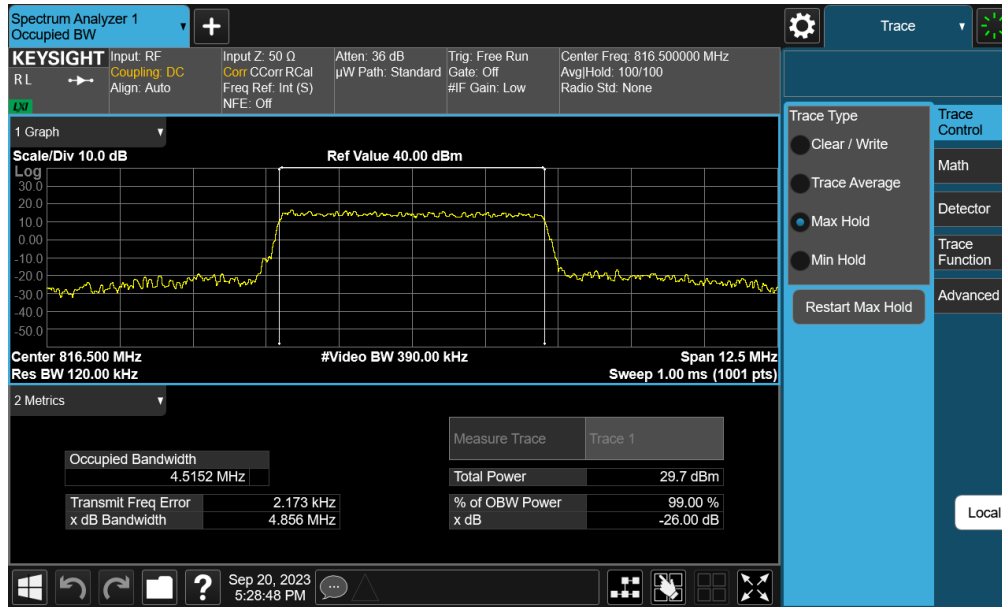 Spectrum Analyzer 1
Occupied BW
Trace
KEYSIGHT
R L
LXI
Input: RF
Coupling: DC
Align: Auto
Input Z: 50 Ω
Corr CCorr RCal
Freq Ref: Int (S)
NFE: Off
Atten: 36 dB
µW Path: Standard
Trig: Free Run
Gate: Off
#IF Gain: Low
Center Freq: 816.500000 MHz
Avg|Hold: 100/100
Radio Std: None
1 Graph
Scale/Div 10.0 dB
Ref Value 40.00 dBm
Log
30.0
20.0
10.0
0.00
-10.0
-20.0
-30.0
-40.0
-50.0
Center 816.500 MHz
#Video BW 390.00 kHz
Span 12.5 MHz
Res BW 120.00 kHz
Sweep 1.00 ms (1001 pts)
2 Metrics
Measure Trace
Trace 1
Occupied Bandwidth
4.5152 MHz
Total Power
29.7 dBm
Transmit Freq Error
2.173 kHz
% of OBW Power
99.00 %
x dB Bandwidth
4.856 MHz
x dB
-26.00 dB
Trace Type
Clear / Write
Trace Average
Max Hold
Min Hold
Restart Max Hold
Trace
Control
Math
Detector
Trace
Function
Advanced
Local
?
Sep 20, 2023
5:28:48 PM